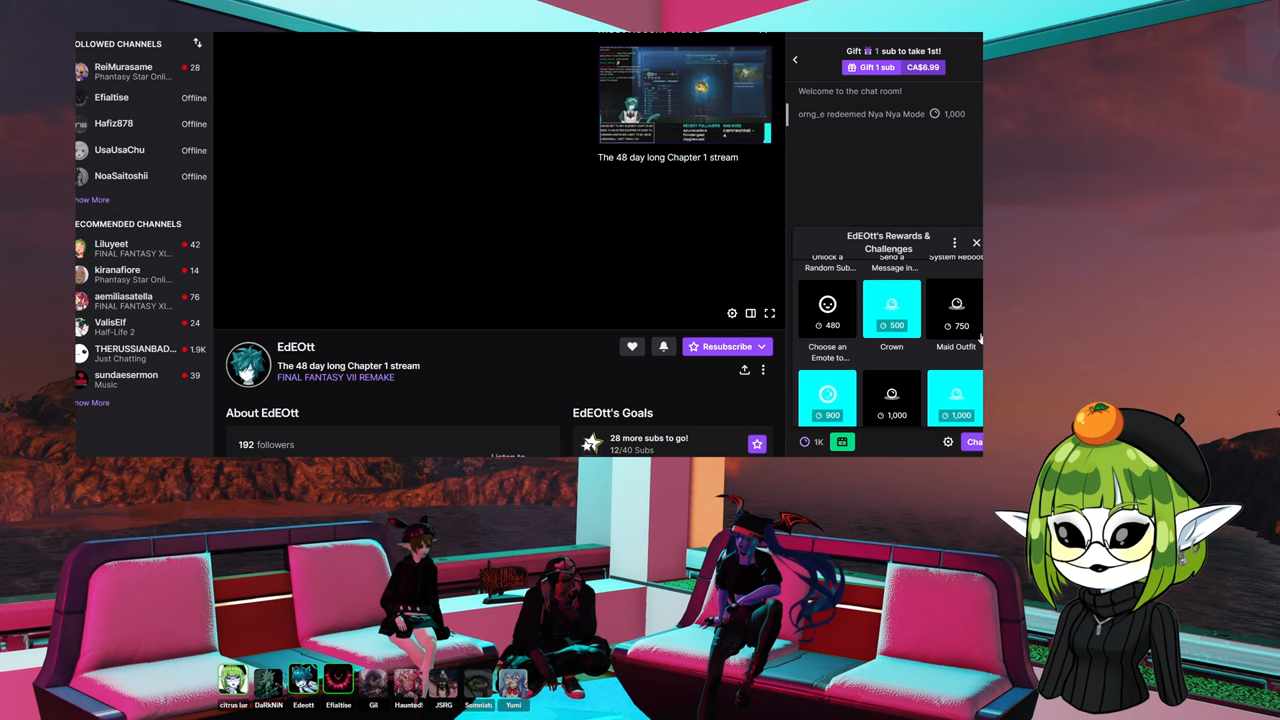 OLLOWED CHANNELS
ReiMurasame
28
Phantasy Star Onli...
Efialtise
Offline
Hafiz878
Offline
UsaUsaChu
Offline
NoaSaitoshii
Offline
how More
ECOMMENDED CHANNELS
Liluyeet
42
FINAL FANTASY XI...
kiranafiore
14
Phantasy Star Onli...
aemiliasatella
76
FINAL FANTASY XI...
ValisElf
24
Half-Life 2
THERUSSIANBAD...
1.9K
Just Chatting
sundaesermon
39
Music
how More
The 48 day long Chapter 1 stream
EdEOtt
The 48 day long Chapter 1 stream
FINAL FANTASY VII REMAKE
Resubscribe
About EdEOtt
192 followers
Listen to
EdEOtt's Goals
28 more subs to go!
12/40 Subs
Gift 1 sub to take 1st!
Gift 1 sub CA$6.99
Welcome to the chat room!
orng_e redeemed Nya Nya Mode 1,000
EdEOtt's Rewards &
Challenges
Unlock a
Random Sub...
Send a
Message in...
System Reboot
480
500
750
Choose an
Emote to...
Crown
Maid Outfit
900
1,000
1,000
1K
Cha
citrus lur
DaRkNiN
Edeott
Efialtise
Gil
Haunted!
JSRG
Somniats
Yumi